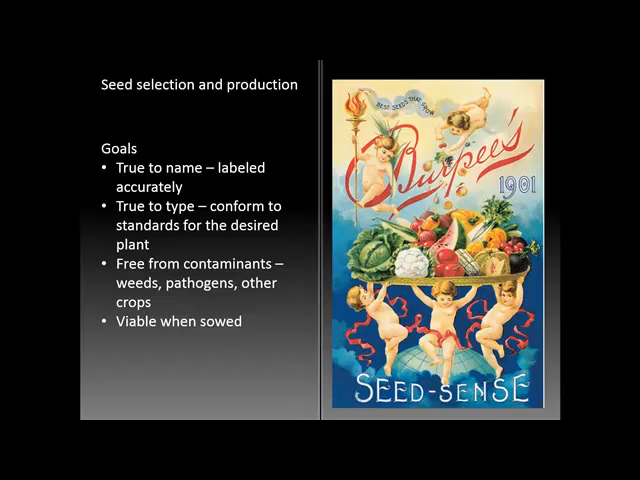 Seed selection and production
Goals
• True to name – labeled
accurately
• True to type – conform to
standards for the desired
plant
• Free from contaminants –
weeds, pathogens, other
crops
• Viable when sowed
BEST SEEDS THAT GROW
Burpee's
1901
SEED-SENSE